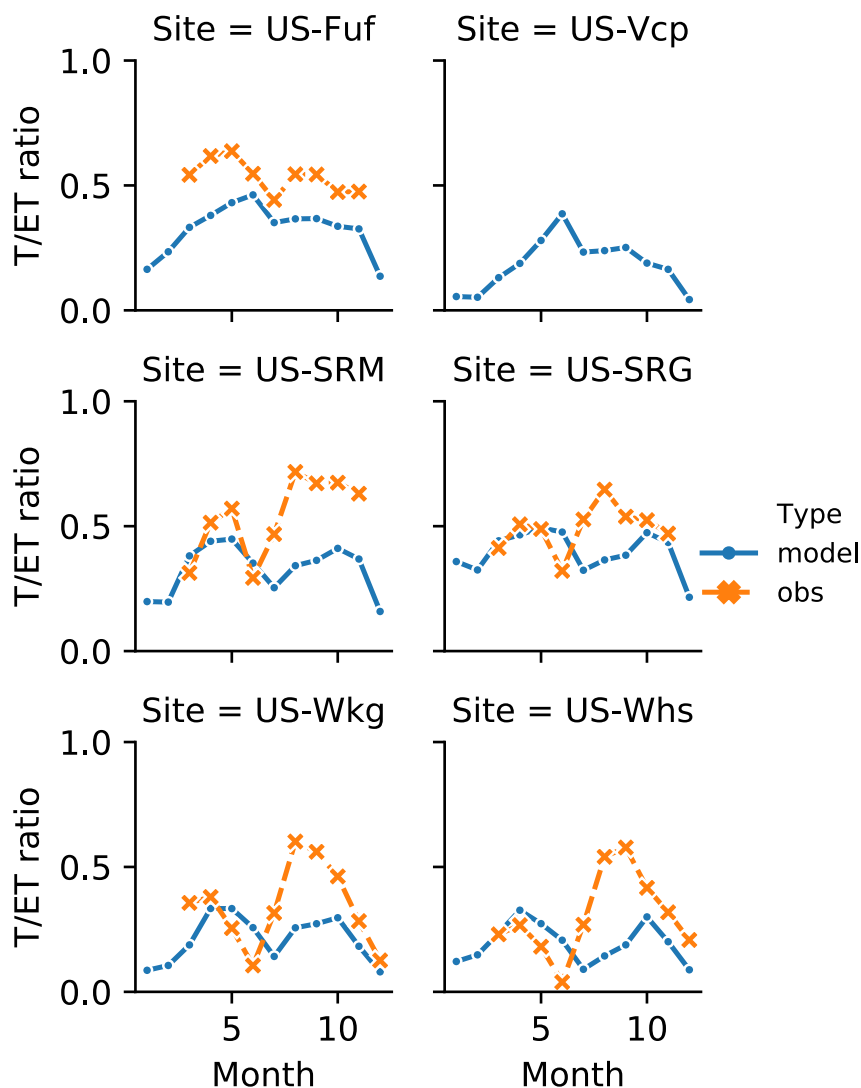 Site = US-Fuf
Site = US-Vcp
T/ET ratio
1.0
0.5
0.0
Site = US-SRM
Site = US-SRG
T/ET ratio
1.0
0.5
0.0
Type
model
obs
Site = US-Wkg
Site = US-Whs
T/ET ratio
1.0
0.5
0.0
5
10
5
10
Month
Month